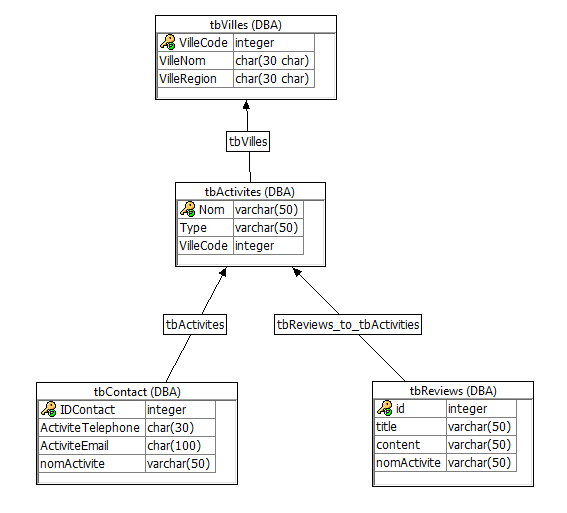 tbVilles (DBA)
VilleCode integer
VilleNom char(30 char)
VilleRegion char(30 char)
tbVilles
tbActivites (DBA)
Nom varchar(50)
Type varchar(50)
VilleCode integer
tbActivites
tbReviews_to_tbActivities
tbContact (DBA)
IDContact integer
ActiviteTelephone char(30)
ActiviteEmail char(100)
nomActivite varchar(50)
tbReviews (DBA)
id integer
title varchar(50)
content varchar(50)
nomActivite varchar(50)